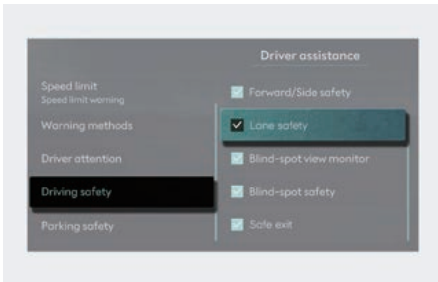 Driver assistance
Speed limit
Speed limit warning
Warning methods
Driver attention
Driving safety
Parking safety
Forward/Side safety
Lane safety
Blind-spot view monitor
Blind-spot safety
Safe exit